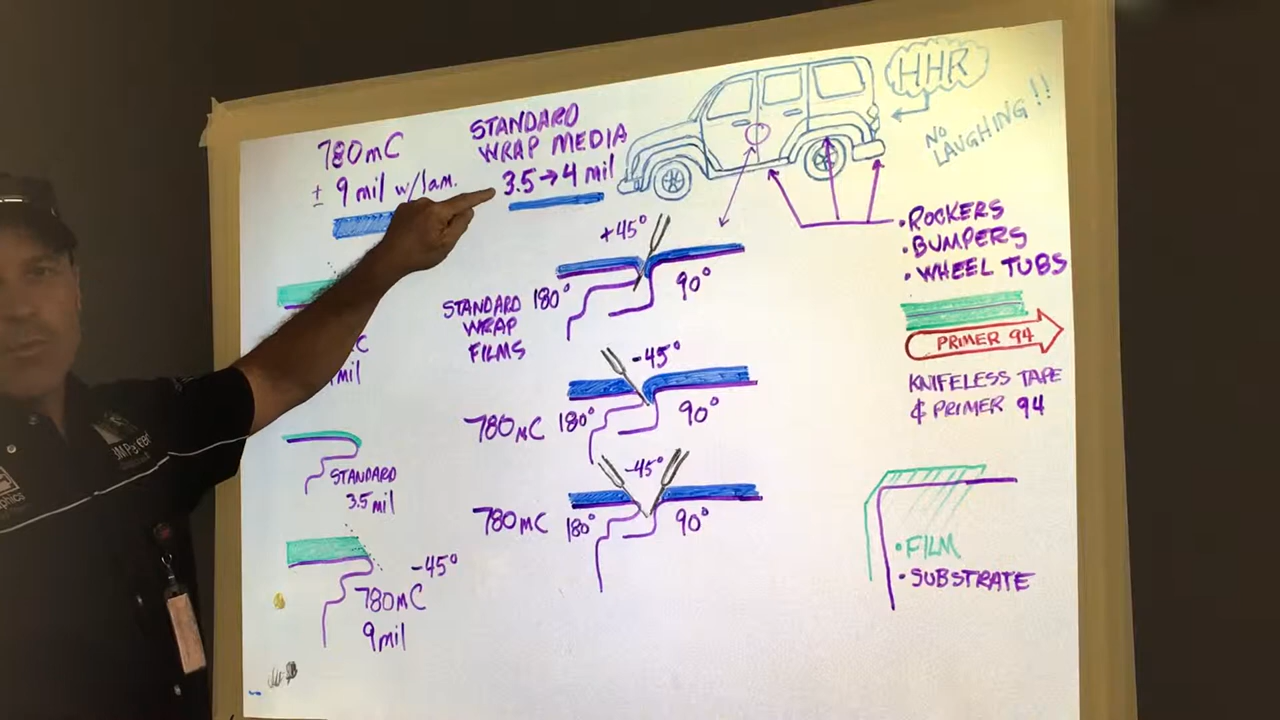 780mC
± 9 mil w/lam.
STANDARD
WRAP MEDIA
3.5→4 mil
HHR
NO
LAUGHING!!
• ROCKERS
• BUMPERS
• WHEEL TUBS
PRIMER 94
KNIFELESS TAPE
& PRIMER 94
+45°
STANDARD
WRAP
FILMS
180°
90°
-45°
780mC
180°
90°
-45°
780mC
180°
90°
C
mil
STANDARD
3.5 mil
-45°
780mC
9 mil
• FILM
• SUBSTRATE